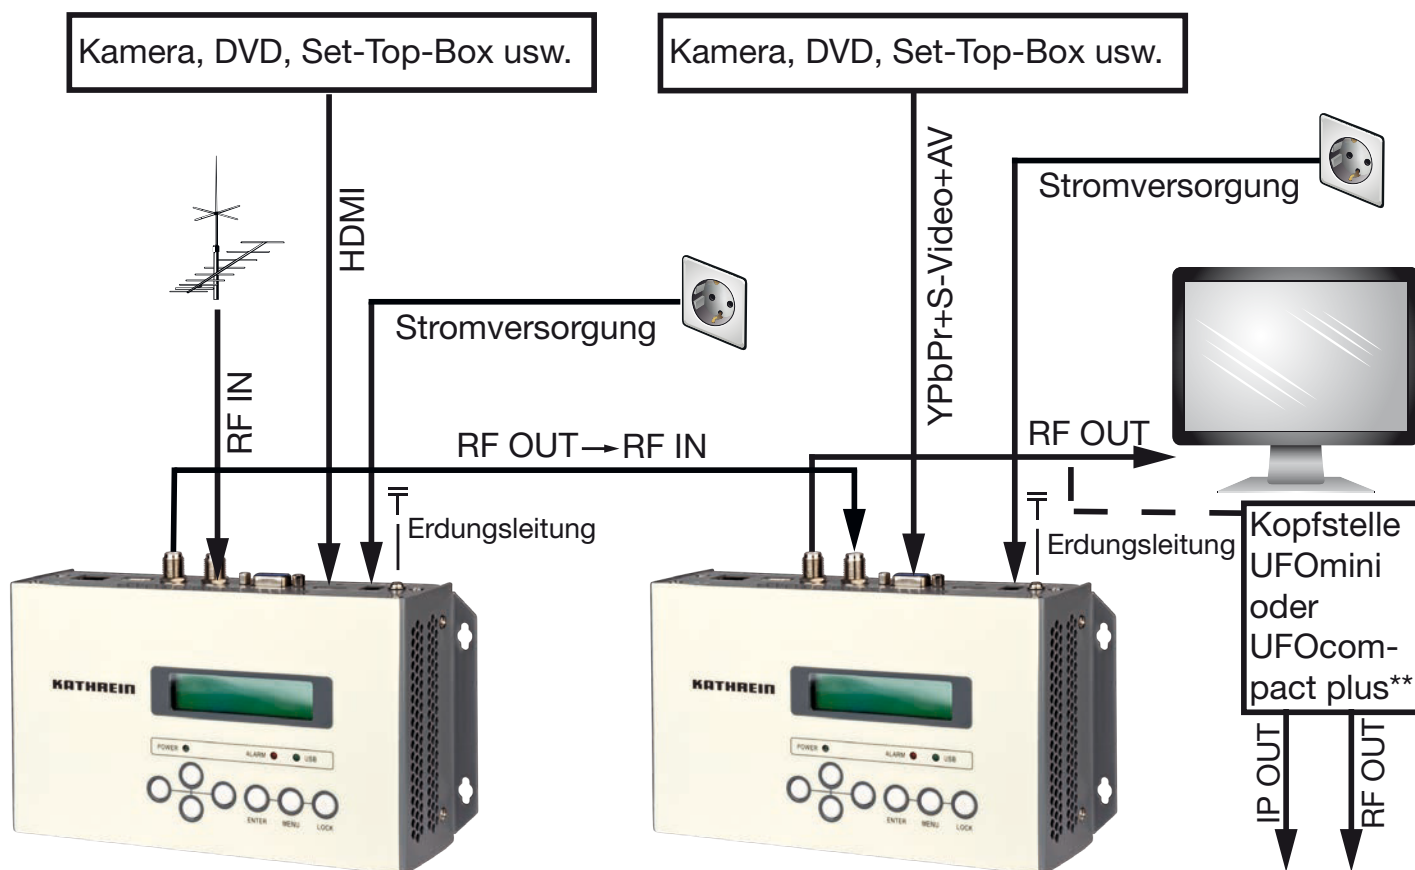 Kamera, DVD, Set-Top-Box usw.
Kamera, DVD, Set-Top-Box usw.
HDMI
YPbPr+S-Video+AV
Stromversorgung
Stromversorgung
RF IN
RF OUT → RF IN
RF OUT
Erdungsleitung
Erdungsleitung
Kopfstelle
UFOmini
oder
UFOcom-
pact plus**
IP OUT
RF OUT
KATHREIN
POWER ALARM USB
ENTER MENU LOCK
KATHREIN
POWER ALARM USB
ENTER MENU LOCK